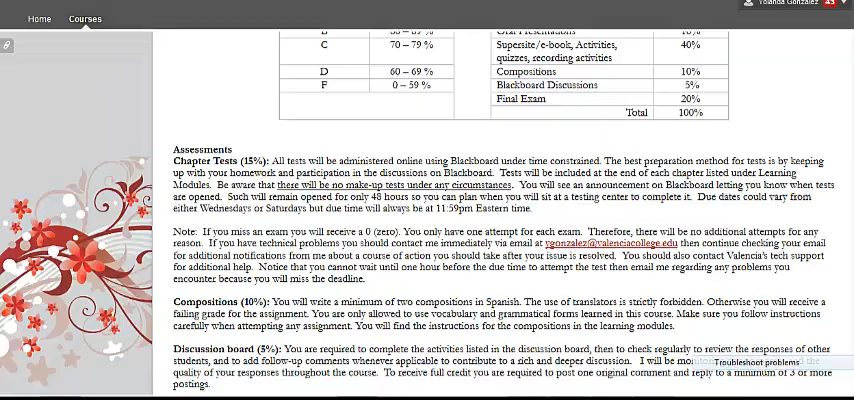 Yolanda Gonzalez 43
Home Courses
B 80 – 89 % Oral Presentations 10%
C 70 – 79 % Supersite/e-book, Activities, 40%
quizzes, recording activities
D 60 – 69 % Compositions 10%
F 0 – 59 % Blackboard Discussions 5%
Final Exam 20%
Total 100%
Assessments
Chapter Tests (15%): All tests will be administered online using Blackboard under time constrained. The best preparation method for tests is by keeping
up with your homework and participation in the discussions on Blackboard. Tests will be included at the end of each chapter listed under Learning
Modules. Be aware that there will be no make-up tests under any circumstances. You will see an announcement on Blackboard letting you know when tests
are opened. Such will remain opened for only 48 hours so you can plan when you will sit at a testing center to complete it. Due dates could vary from
either Wednesdays or Saturdays but due time will always be at 11:59pm Eastern time.
Note: If you miss an exam you will receive a 0 (zero). You only have one attempt for each exam. Therefore, there will be no additional attempts for any
reason. If you have technical problems you should contact me immediately via email at ygonzalez@valenciacollege.edu then continue checking your email
for additional notifications from me about a course of action you should take after your issue is resolved. You should also contact Valencia's tech support
for additional help. Notice that you cannot wait until one hour before the due time to attempt the test then email me regarding any problems you
encounter because you will miss the deadline.
Compositions (10%): You will write a minimum of two compositions in Spanish. The use of translators is strictly forbidden. Otherwise you will receive a
failing grade for the assignment. You are only allowed to use vocabulary and grammatical forms learned in this course. Make sure you follow instructions
carefully when attempting any assignment. You will find the instructions for the compositions in the learning modules.
Discussion board (5%): You are required to complete the activities listed in the discussion board, then to check regularly to review the responses of other
students, and to add follow-up comments whenever applicable to contribute to a rich and deeper discussion. I will be the
Troubleshoot problems
quality of your responses throughout the course. To receive full credit you are required to post one original comment and reply to a minimum of 3 or more
postings.